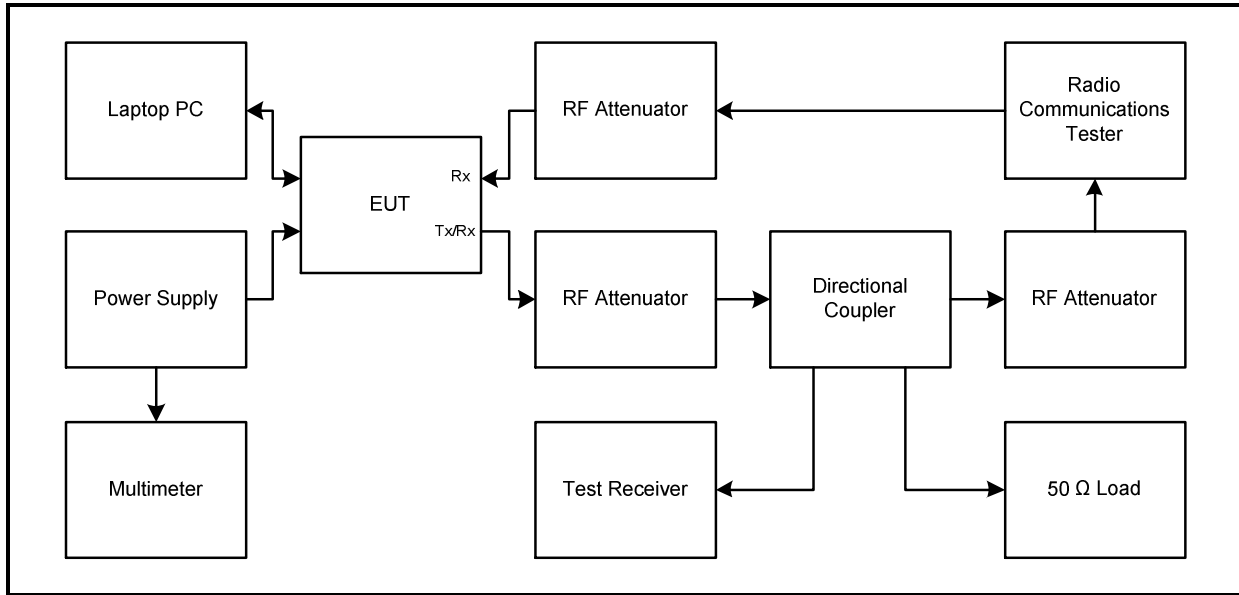 Laptop PC
RF Attenuator
Radio
Communications
Tester
EUT
Rx
Tx/Rx
Power Supply
RF Attenuator
Directional
Coupler
RF Attenuator
Multimeter
Test Receiver
50 Ω Load